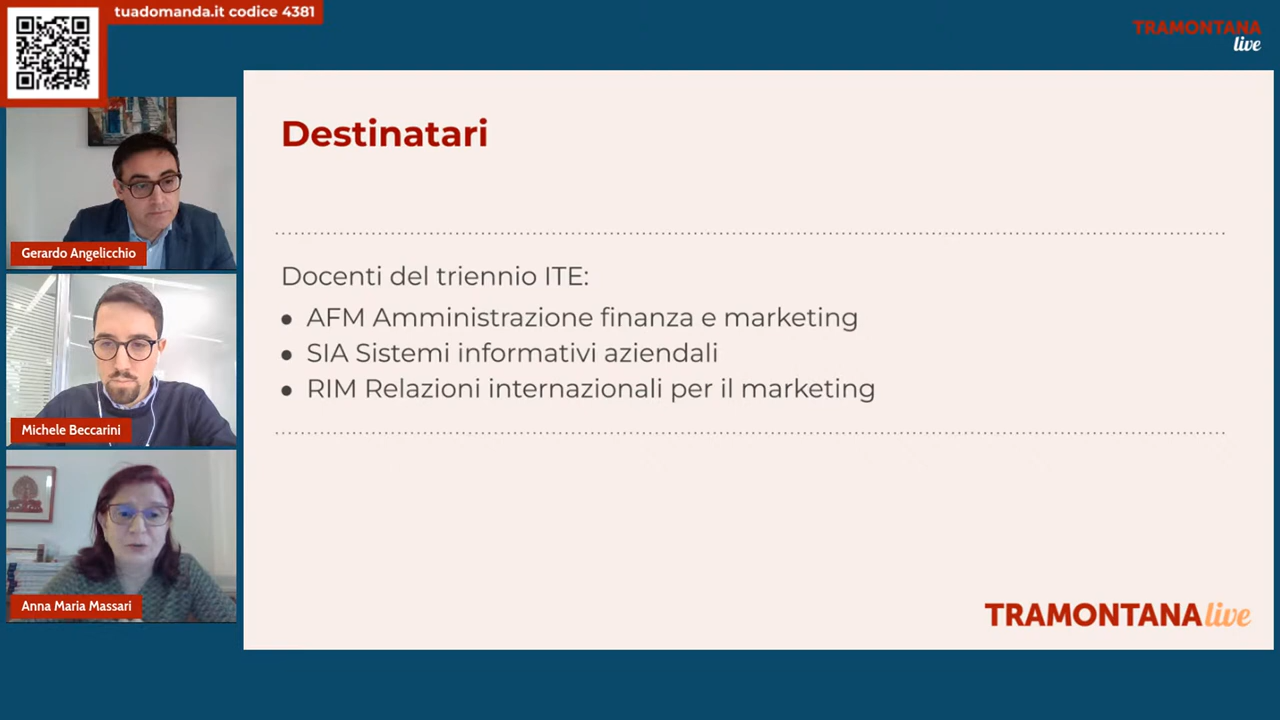 tuadomanda.it codice 4381
TRAMONTANA
live
Destinatari
Gerardo Angelicchio
Docenti del triennio ITE:
● AFM Amministrazione finanza e marketing
● SIA Sistemi informativi aziendali
● RIM Relazioni internazionali per il marketing
Michele Beccarini
Anna Maria Massari
TRAMONTANA live